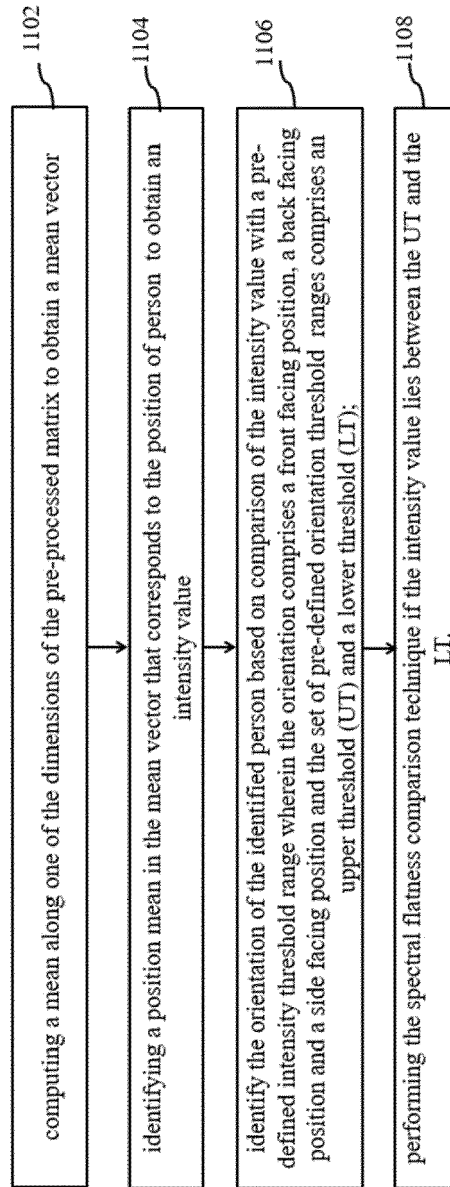 computing a mean along one of the dimensions of the pre-processed matrix to obtain a mean vector
1102
identifying a position mean in the mean vector that corresponds to the position of person to obtain an
intensity value
1104
identify the orientation of the identified person based on comparison of the intensity value with a pre-
defined intensity threshold range wherein the orientation comprises a front facing position, a back facing
position and a side facing position and the set of pre-defined orientation threshold ranges comprises an
upper threshold (UT) and a lower threshold (LT);
1106
performing the spectral flatness comparison technique if the intensity value lies between the UT and the
LT.
1108